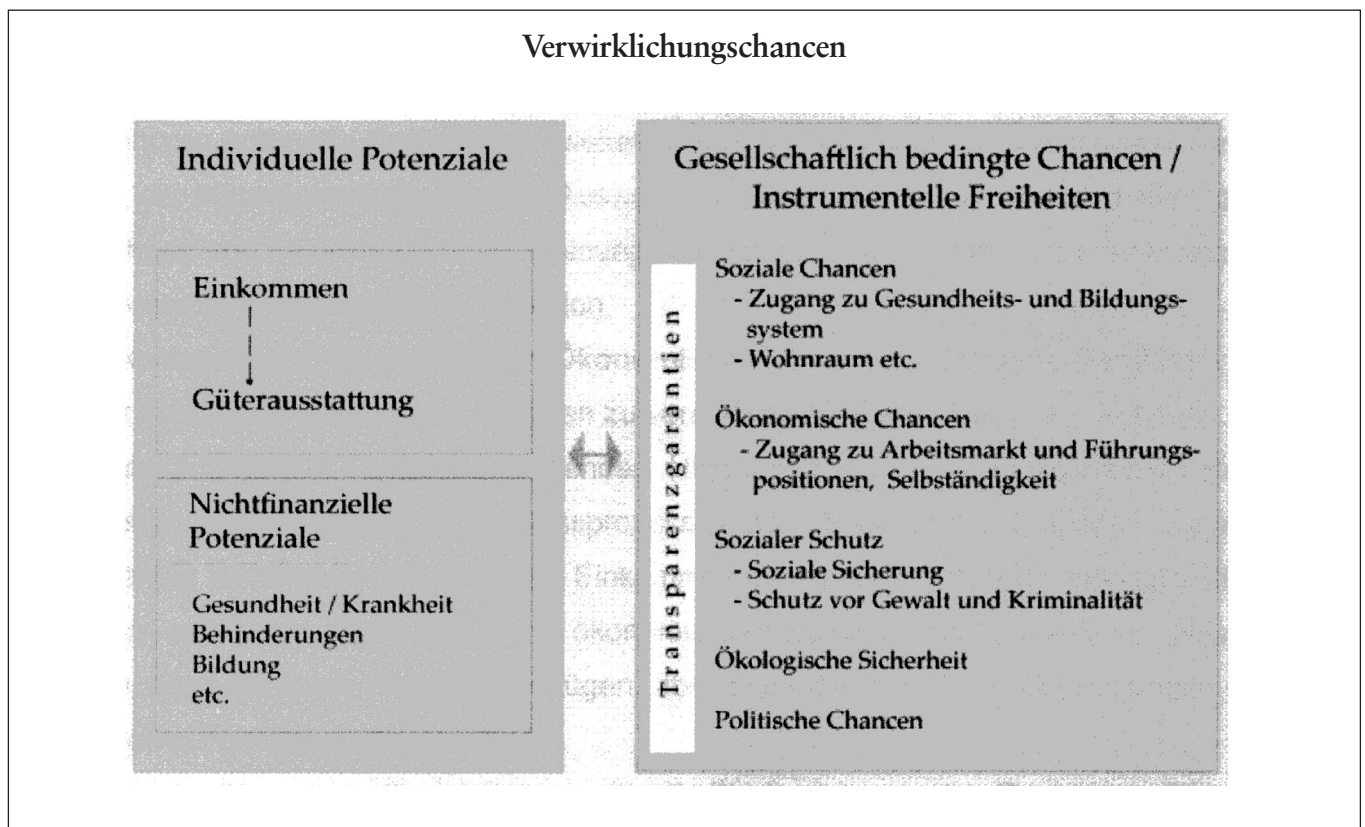 Verwirklichungschancen
Individuelle Potenziale
Einkommen
Güterausstattung
Nichtfinanzielle
Potenziale
Gesundheit / Krankheit
Behinderungen
Bildung
etc.
Gesellschaftlich bedingte Chancen /
Instrumentelle Freiheiten
Transparenzgarantien
Soziale Chancen
- Zugang zu Gesundheits- und Bildungs-
system
- Wohnraum etc.
Ökonomische Chancen
- Zugang zu Arbeitsmarkt und Führungs-
positionen, Selbständigkeit
Sozialer Schutz
- Soziale Sicherung
- Schutz vor Gewalt und Kriminalität
Ökologische Sicherheit
Politische Chancen